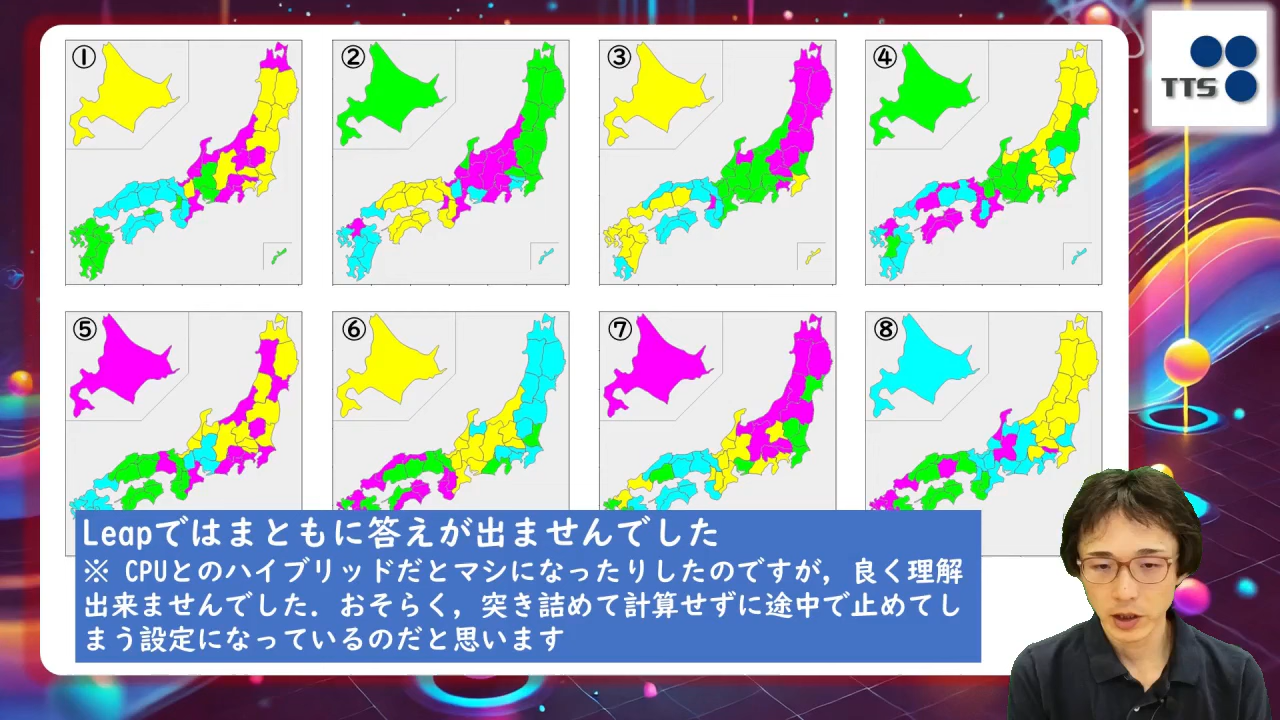 ①
②
③
④
TTS
⑤
⑥
⑦
⑧
Leapではまともに答えが出ませんでした
※ CPUとのハイブリッドだとマシになったりしたのですが，良く理解
出来ませんでした．おそらく，突き詰めて計算せずに途中で止めてし
まう設定になっているのだと思います